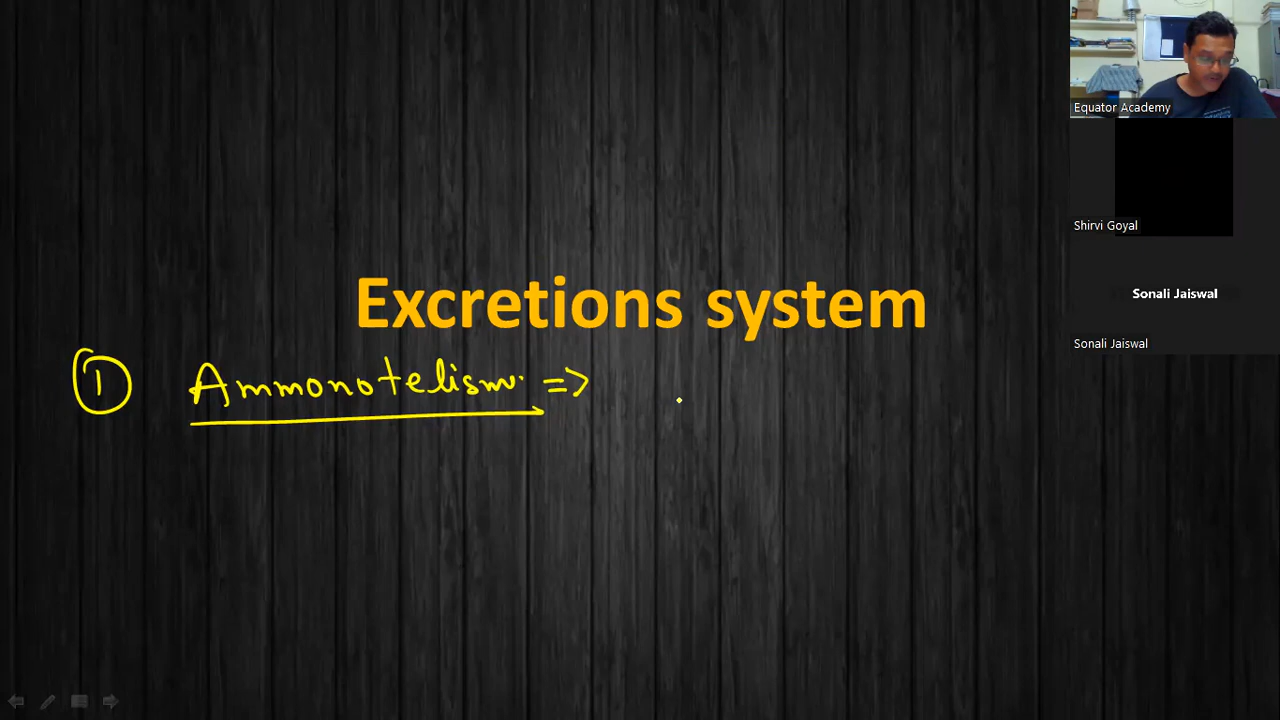 Equator Academy
Shirvi Goyal
Sonali Jaiswal
Sonali Jaiswal
Excretions system
① Ammonotelism. =>